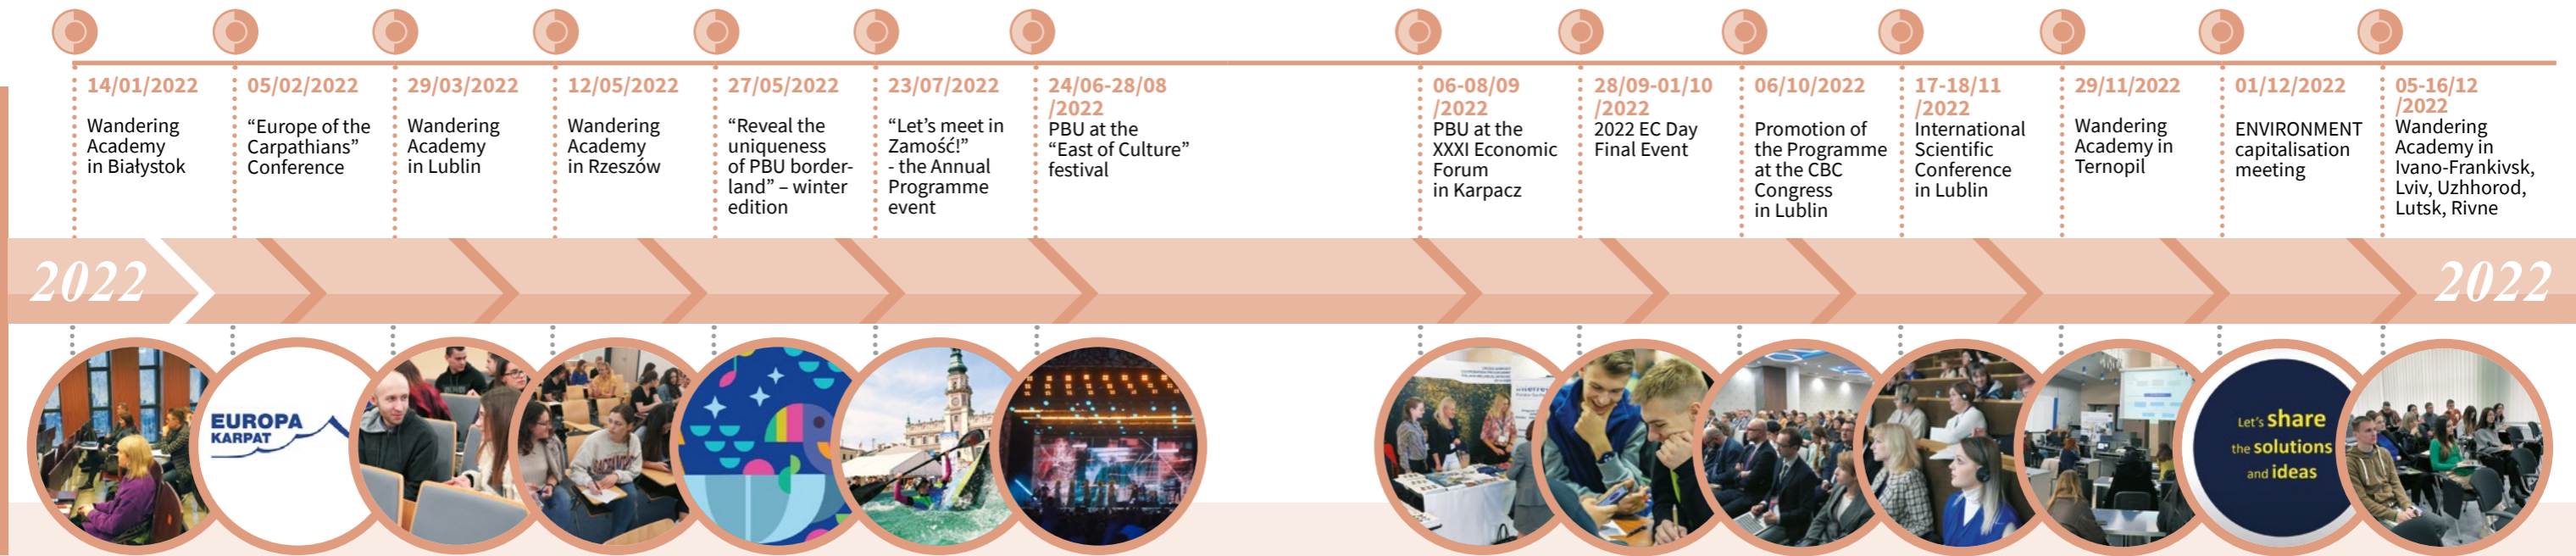 14/01/2022
Wandering
Academy
in Białystok
05/02/2022
“Europe of the
Carpathians”
Conference
29/03/2022
Wandering
Academy
in Lublin
12/05/2022
Wandering
Academy
in Rzeszów
27/05/2022
“Reveal the
uniqueness
of PBU border-
land” – winter
edition
23/07/2022
“Let’s meet in
Zamość!”
- the Annual
Programme
event
24/06-28/08
/2022
PBU at the
“East of Culture”
festival
06-08/09
/2022
PBU at the
XXXI Economic
Forum
in Karpacz
28/09-01/10
/2022
2022 EC Day
Final Event
06/10/2022
Promotion of
the Programme
at the CBC
Congress
in Lublin
17-18/11
/2022
International
Scientific
Conference
in Lublin
29/11/2022
Wandering
Academy in
Ternopil
01/12/2022
ENVIRONMENT
capitalisation
meeting
05-16/12
/2022
Wandering
Academy in
Ivano-Frankivsk,
Lviv, Uzhhorod,
Lutsk, Rivne
2022
2022
EUROPA
KARPAT
Let’s share
the solutions
and ideas